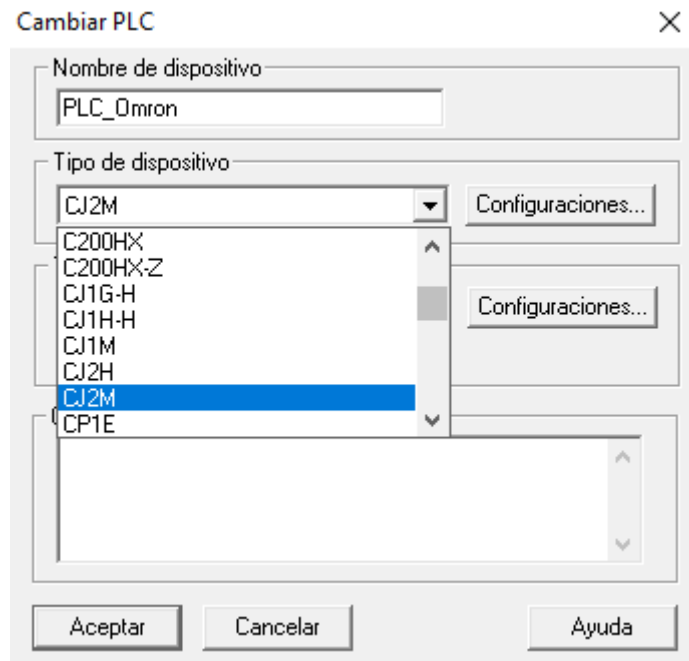 Cambiar PLC
Nombre de dispositivo
PLC_Omron
Tipo de dispositivo
CJ2M
Configuraciones...
C200HX
C200HX-Z
CJ1G-H
CJ1H-H
CJ1M
CJ2H
CJ2M
CP1E
Configuraciones...
Aceptar
Cancelar
Ayuda